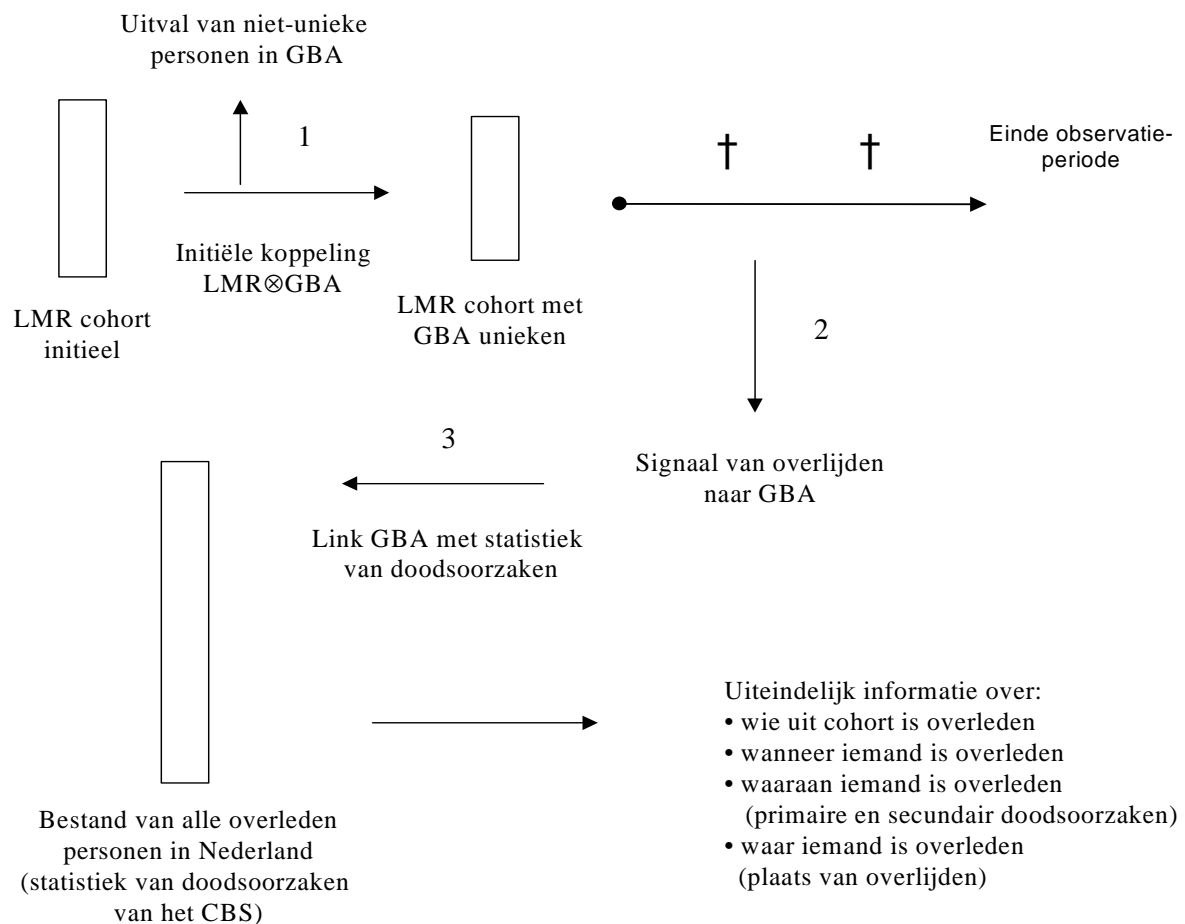 Uitval van niet-unieke
personen in GBA
1
Initiële koppeling
LMR⊗GBA
LMR cohort
initieel
LMR cohort met
GBA unieken
† †
Einde observatie-
periode
2
Signaal van overlijden
naar GBA
3
Link GBA met statistiek
van doodsoorzaken
Bestand van alle overleden
personen in Nederland
(statistiek van doodsoorzaken
van het CBS)
Uiteindelijk informatie over:
• wie uit cohort is overleden
• wanneer iemand is overleden
• waaraan iemand is overleden
(primaire en secundair doodsoorzaken)
• waar iemand is overleden
(plaats van overlijden)